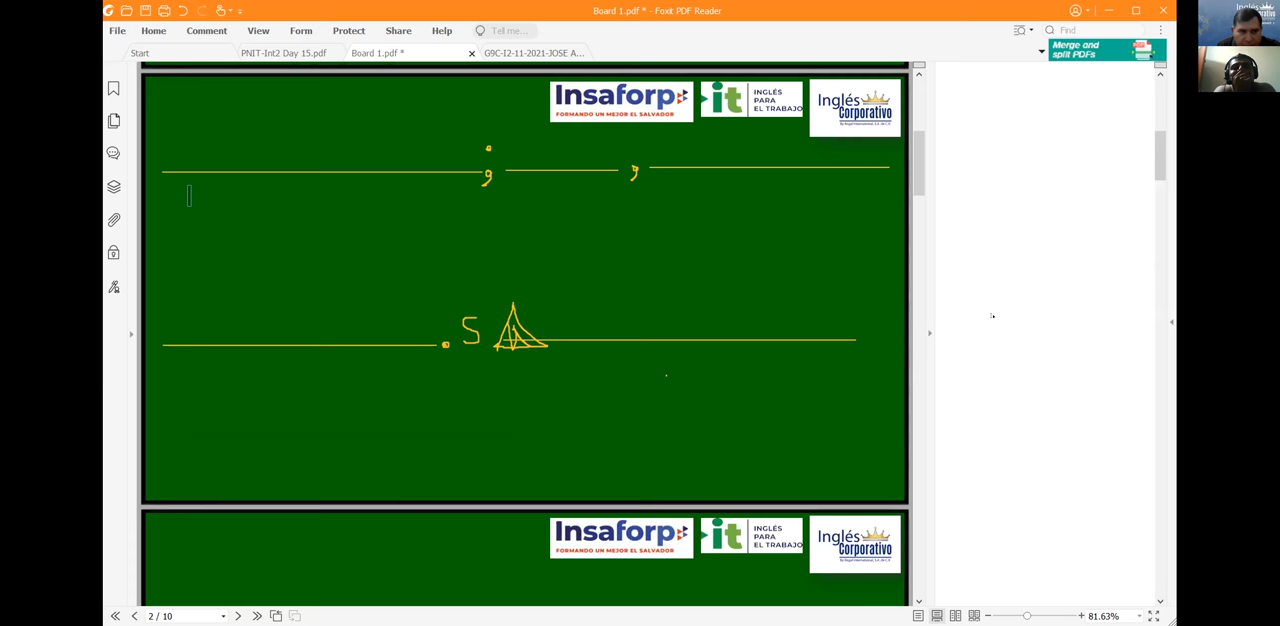 Board 1.pdf * - Foxit PDF Reader
File Home Comment View Form Protect Share Help Tell me... Find
Start PNIT-Int2 Day 15.pdf Board 1.pdf * G9C-I2-11-2021-JOSE A...
Merge and
split PDFs
Inglés
Corporativo
Insaforp
FORMANDO UN MEJOR EL SALVADOR
it
INGLÉS
PARA
EL TRABAJO
Inglés
Corporativo
; ,
. S
Insaforp
FORMANDO UN MEJOR EL SALVADOR
it
INGLÉS
PARA
EL TRABAJO
Inglés
Corporativo
2 / 10 81.63%